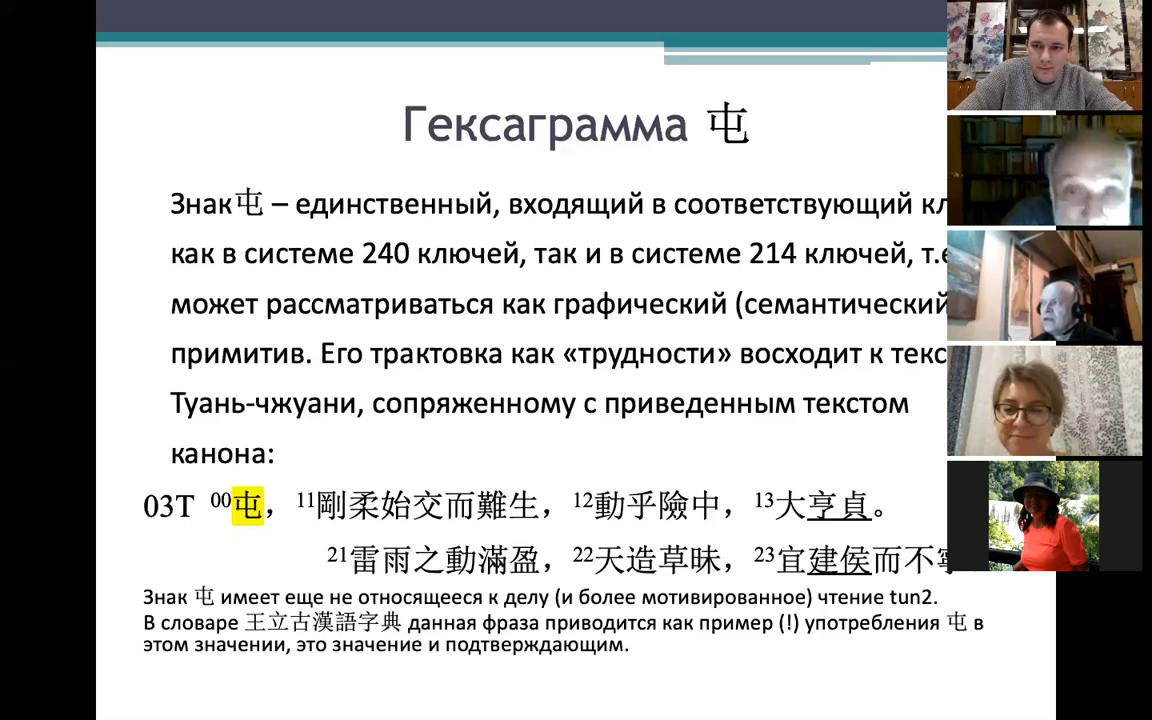 Гексаграмма 屯
Знак屯 – единственный, входящий в соответствующий
как в системе 240 ключей, так и в системе 214 ключей,
может рассматриваться как графический (семантический
примитив. Его трактовка как «трудности» восходит к
Туань-чжуани, сопряженному с приведенным текстом
канона:
03T 00屯, 11剛柔始交而難生, 12動乎險中, 13大亨貞。
21雷雨之動滿盈, 22天造草昧, 23宜建侯而不
Знак 屯 имеет еще не относящееся к делу (и более мотивированное) чтение tun2.
В словаре 王立古漢語字典 данная фраза приводится как пример (!) употребления 屯 в
этом значении, это значение и подтверждающим.